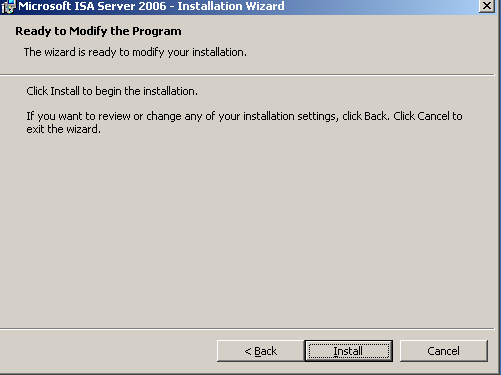 Microsoft ISA Server 2006 - Installation Wizard
Ready to Modify the Program
The wizard is ready to modify your installation.
Click Install to begin the installation.
If you want to review or change any of your installation settings, click Back. Click Cancel to
exit the wizard.
< Back
Install
Cancel